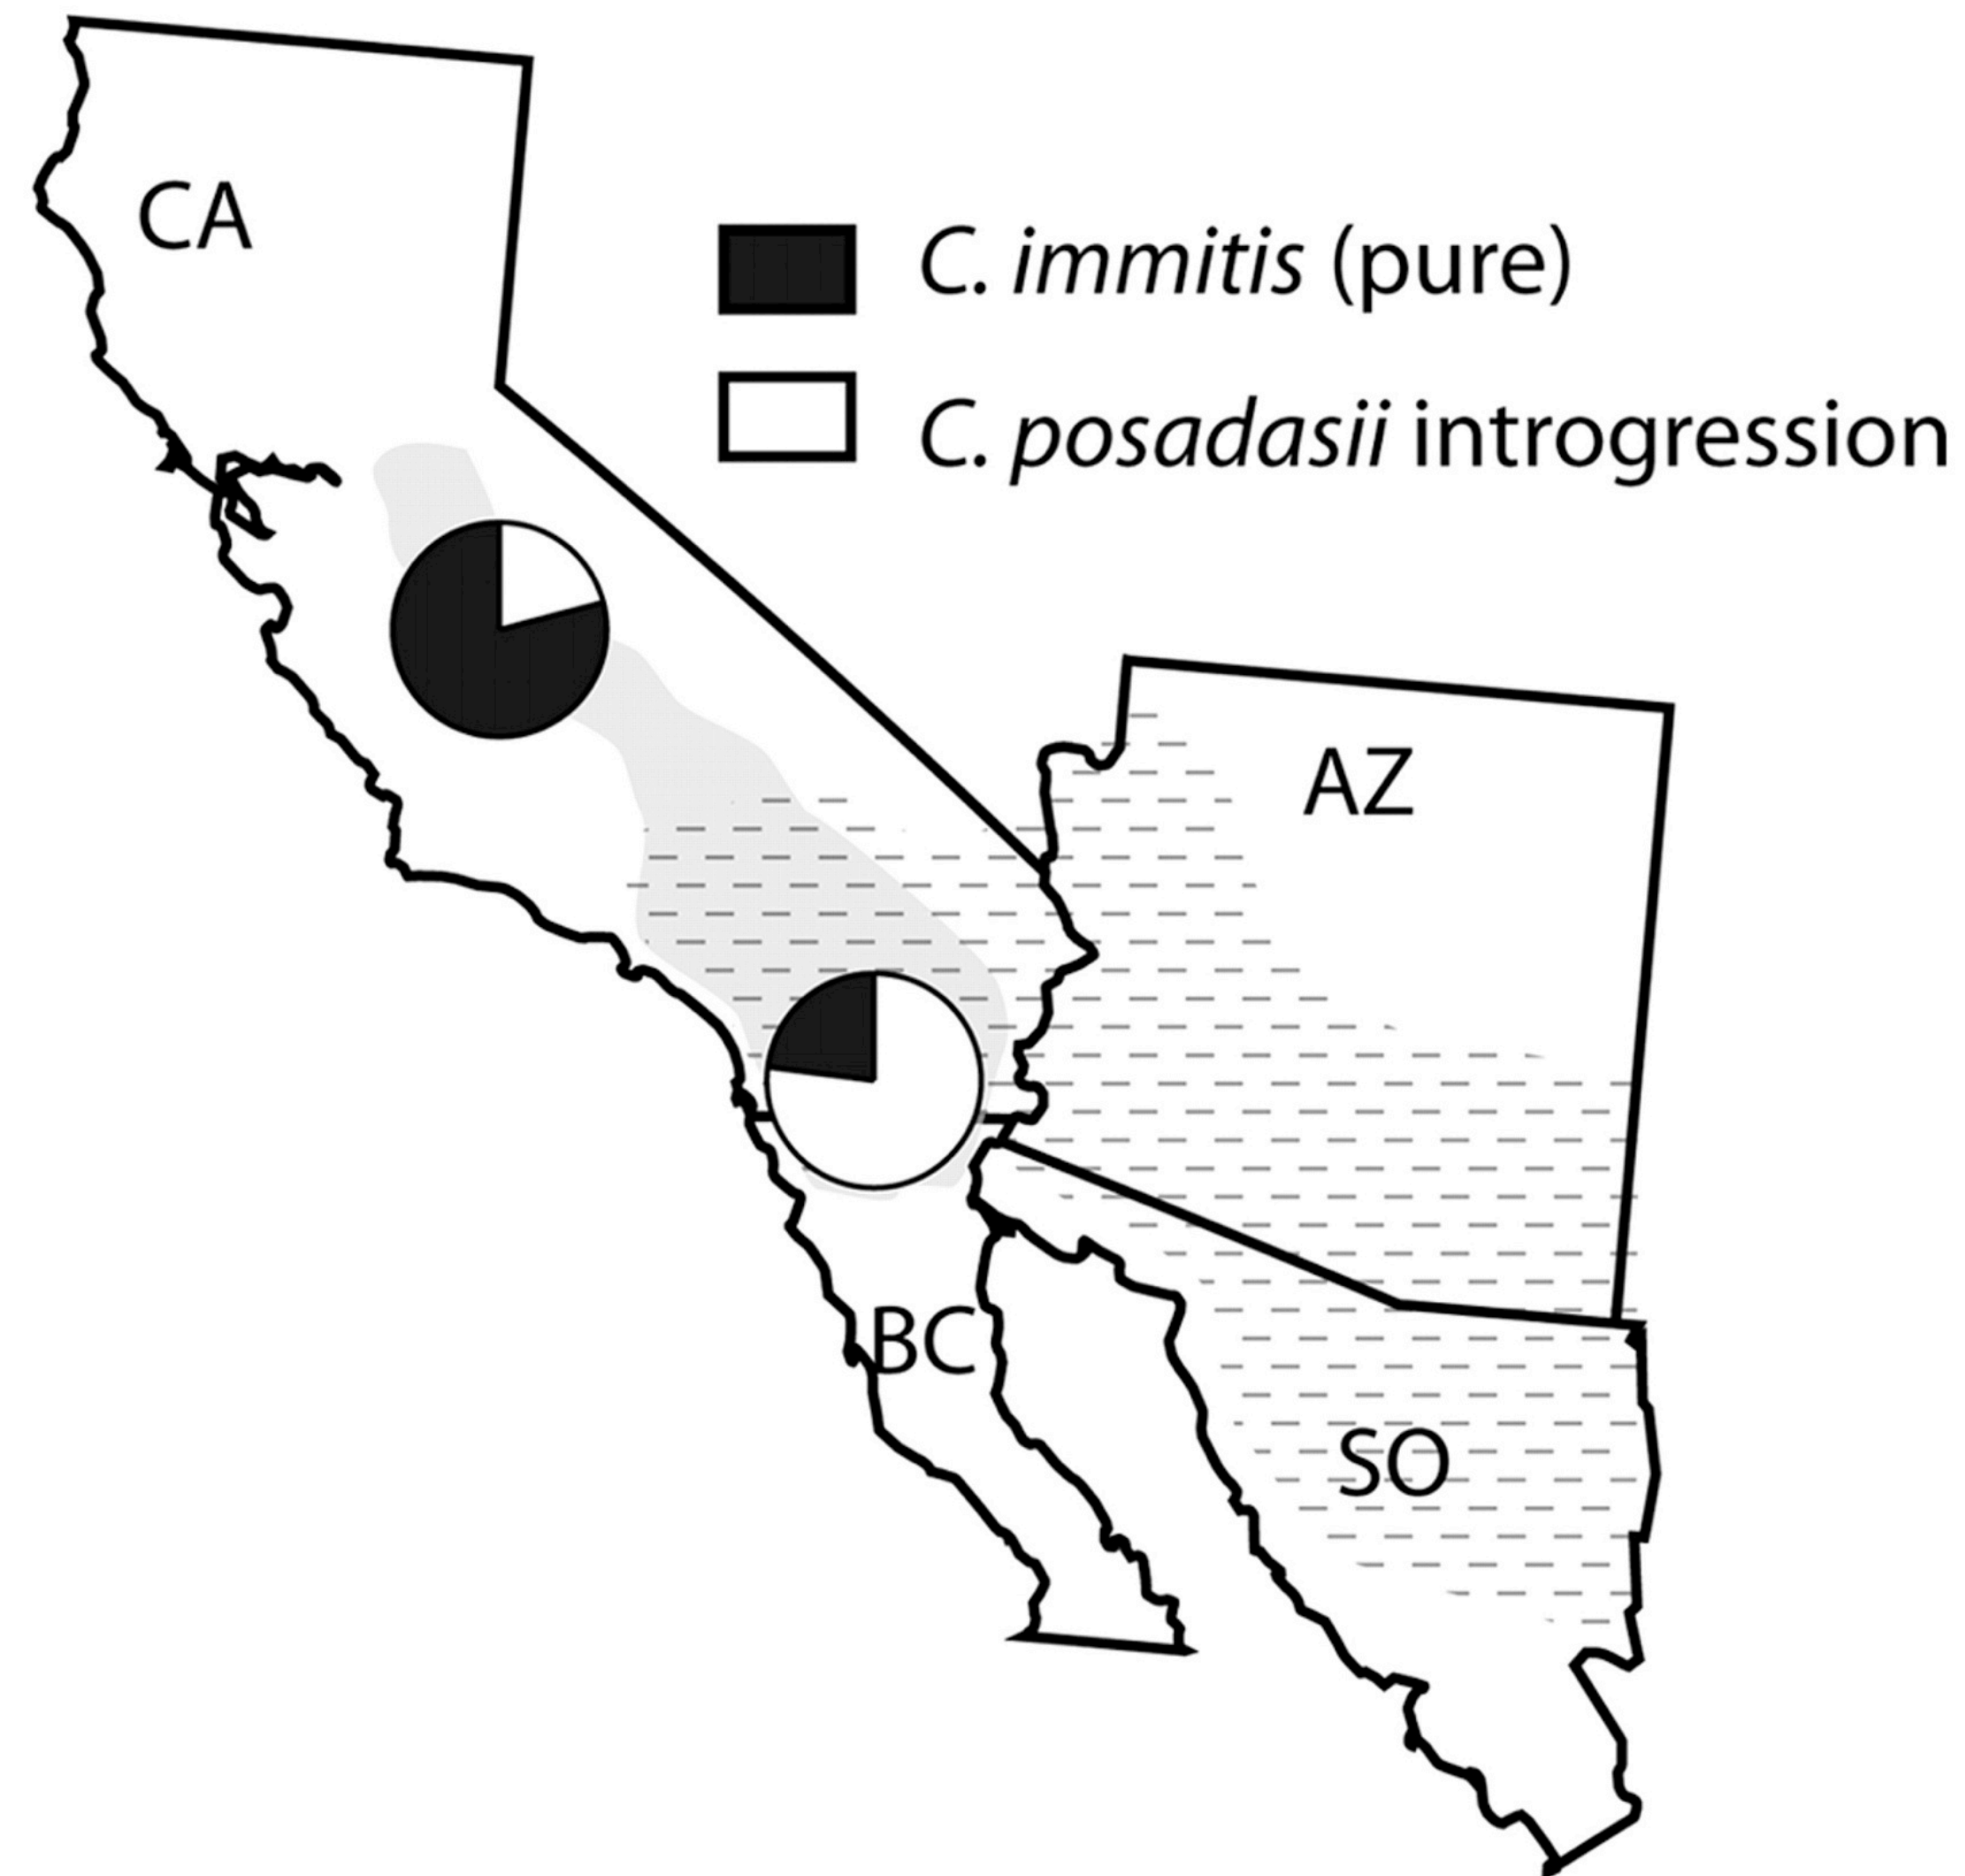 CA
C. immitis (pure)
C. posadasii introgression
AZ
BC
SO